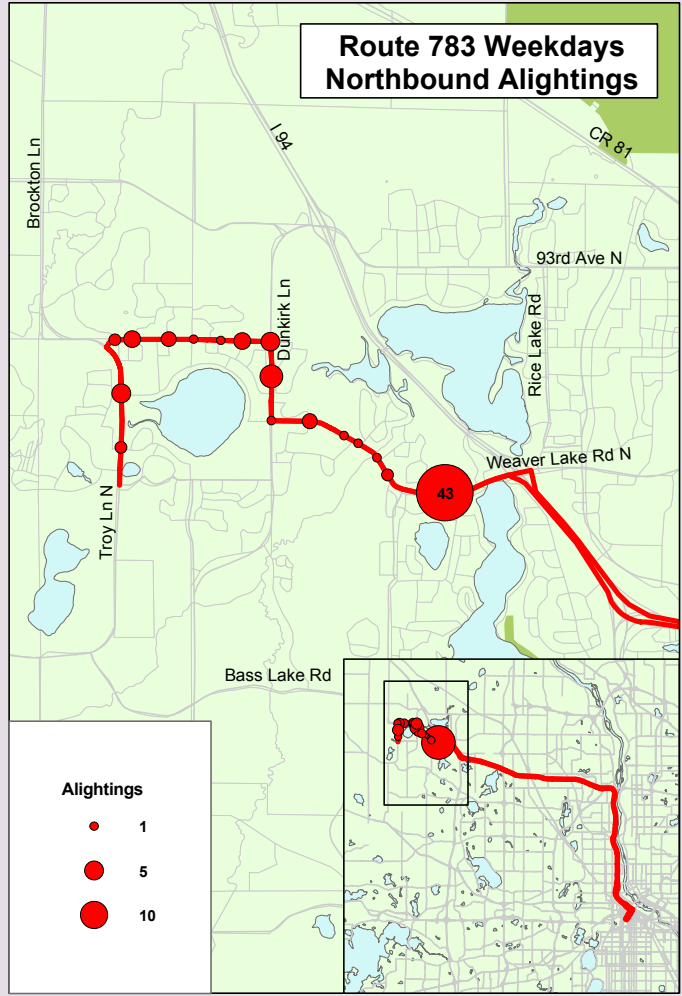 Route 783 Weekdays
Northbound Alightings
I 94
CR 81
Brockton Ln
93rd Ave N
Dunkirk Ln
Rice Lake Rd
Weaver Lake Rd N
43
Troy Ln N
Bass Lake Rd
Alightings
1
5
10